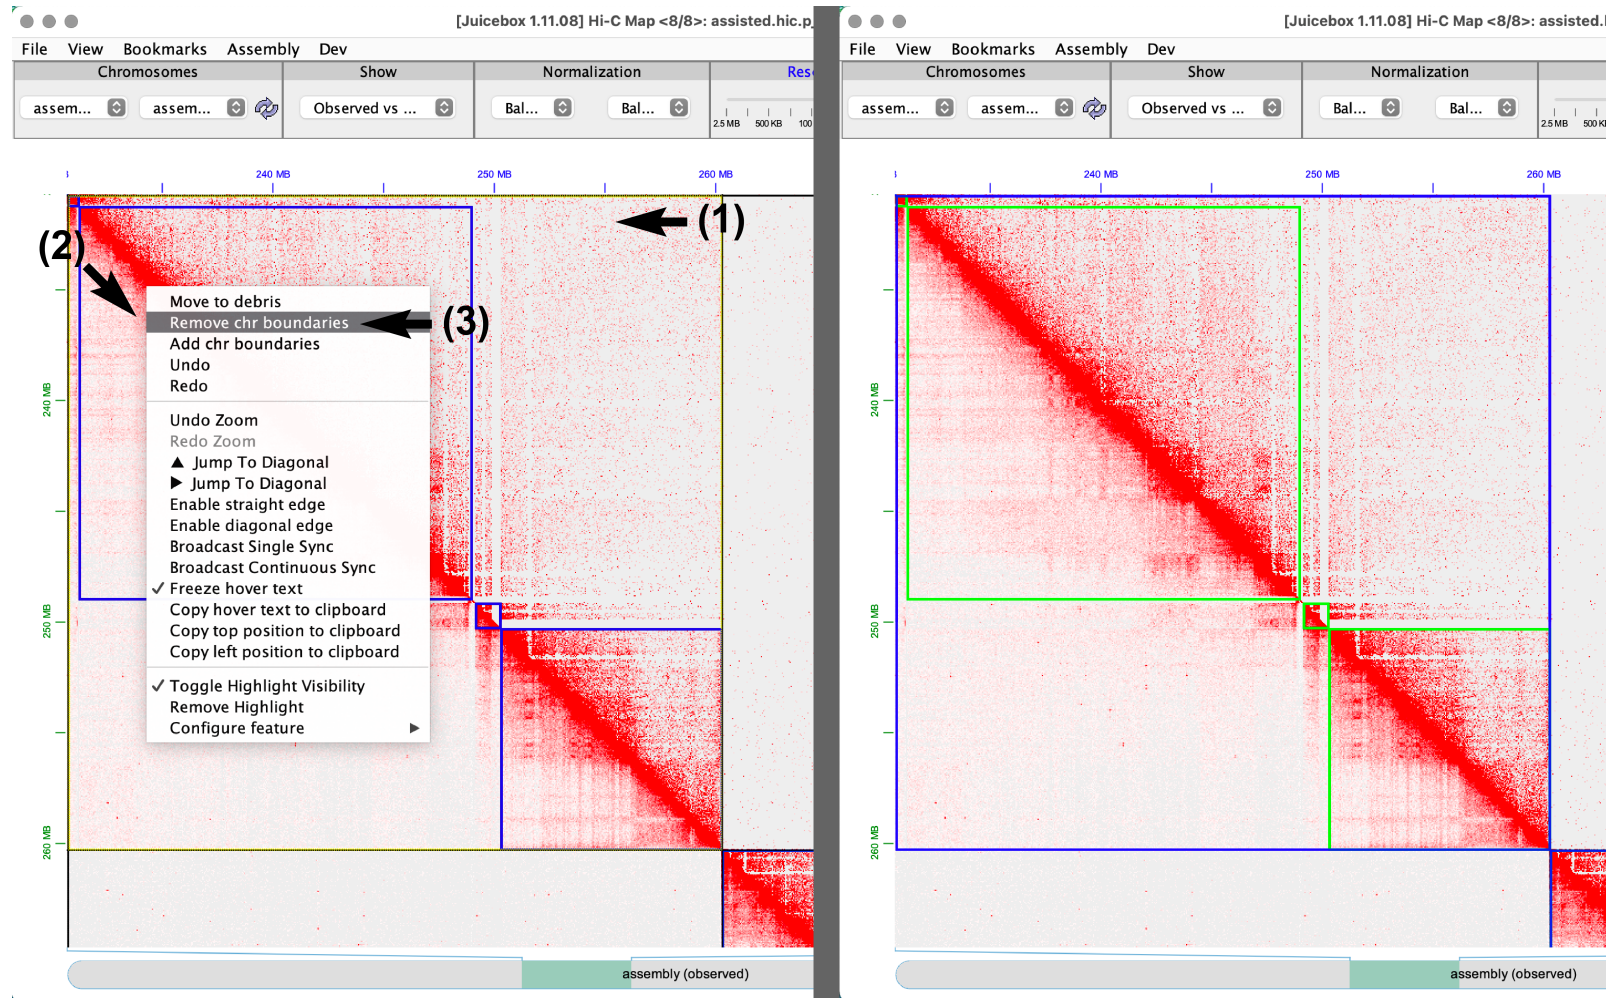 [Juicebox 1.11.08] Hi-C Map <8/8>: assisted.hic.p
File View Bookmarks Assembly Dev
Chromosomes Show Normalization Res
assem... assem... Observed vs ... Bal... Bal...
2.5 MB 500 KB 100
240 MB 250 MB 260 MB
(1)
(2)
Move to debris
Remove chr boundaries
(3)
Add chr boundaries
Undo
Redo
Undo Zoom
Redo Zoom
Jump To Diagonal
Jump To Diagonal
Enable straight edge
Enable diagonal edge
Broadcast Single Sync
Broadcast Continuous Sync
✓ Freeze hover text
Copy hover text to clipboard
Copy top position to clipboard
Copy left position to clipboard
✓ Toggle Highlight Visibility
Remove Highlight
Configure feature
240 MB
250 MB
260 MB
assembly (observed)
[Juicebox 1.11.08] Hi-C Map <8/8>: assisted.
File View Bookmarks Assembly Dev
Chromosomes Show Normalization
assem... assem... Observed vs ... Bal... Bal...
2.5 MB 500 K
240 MB 250 MB 260 MB
240 MB
250 MB
260 MB
assembly (observed)